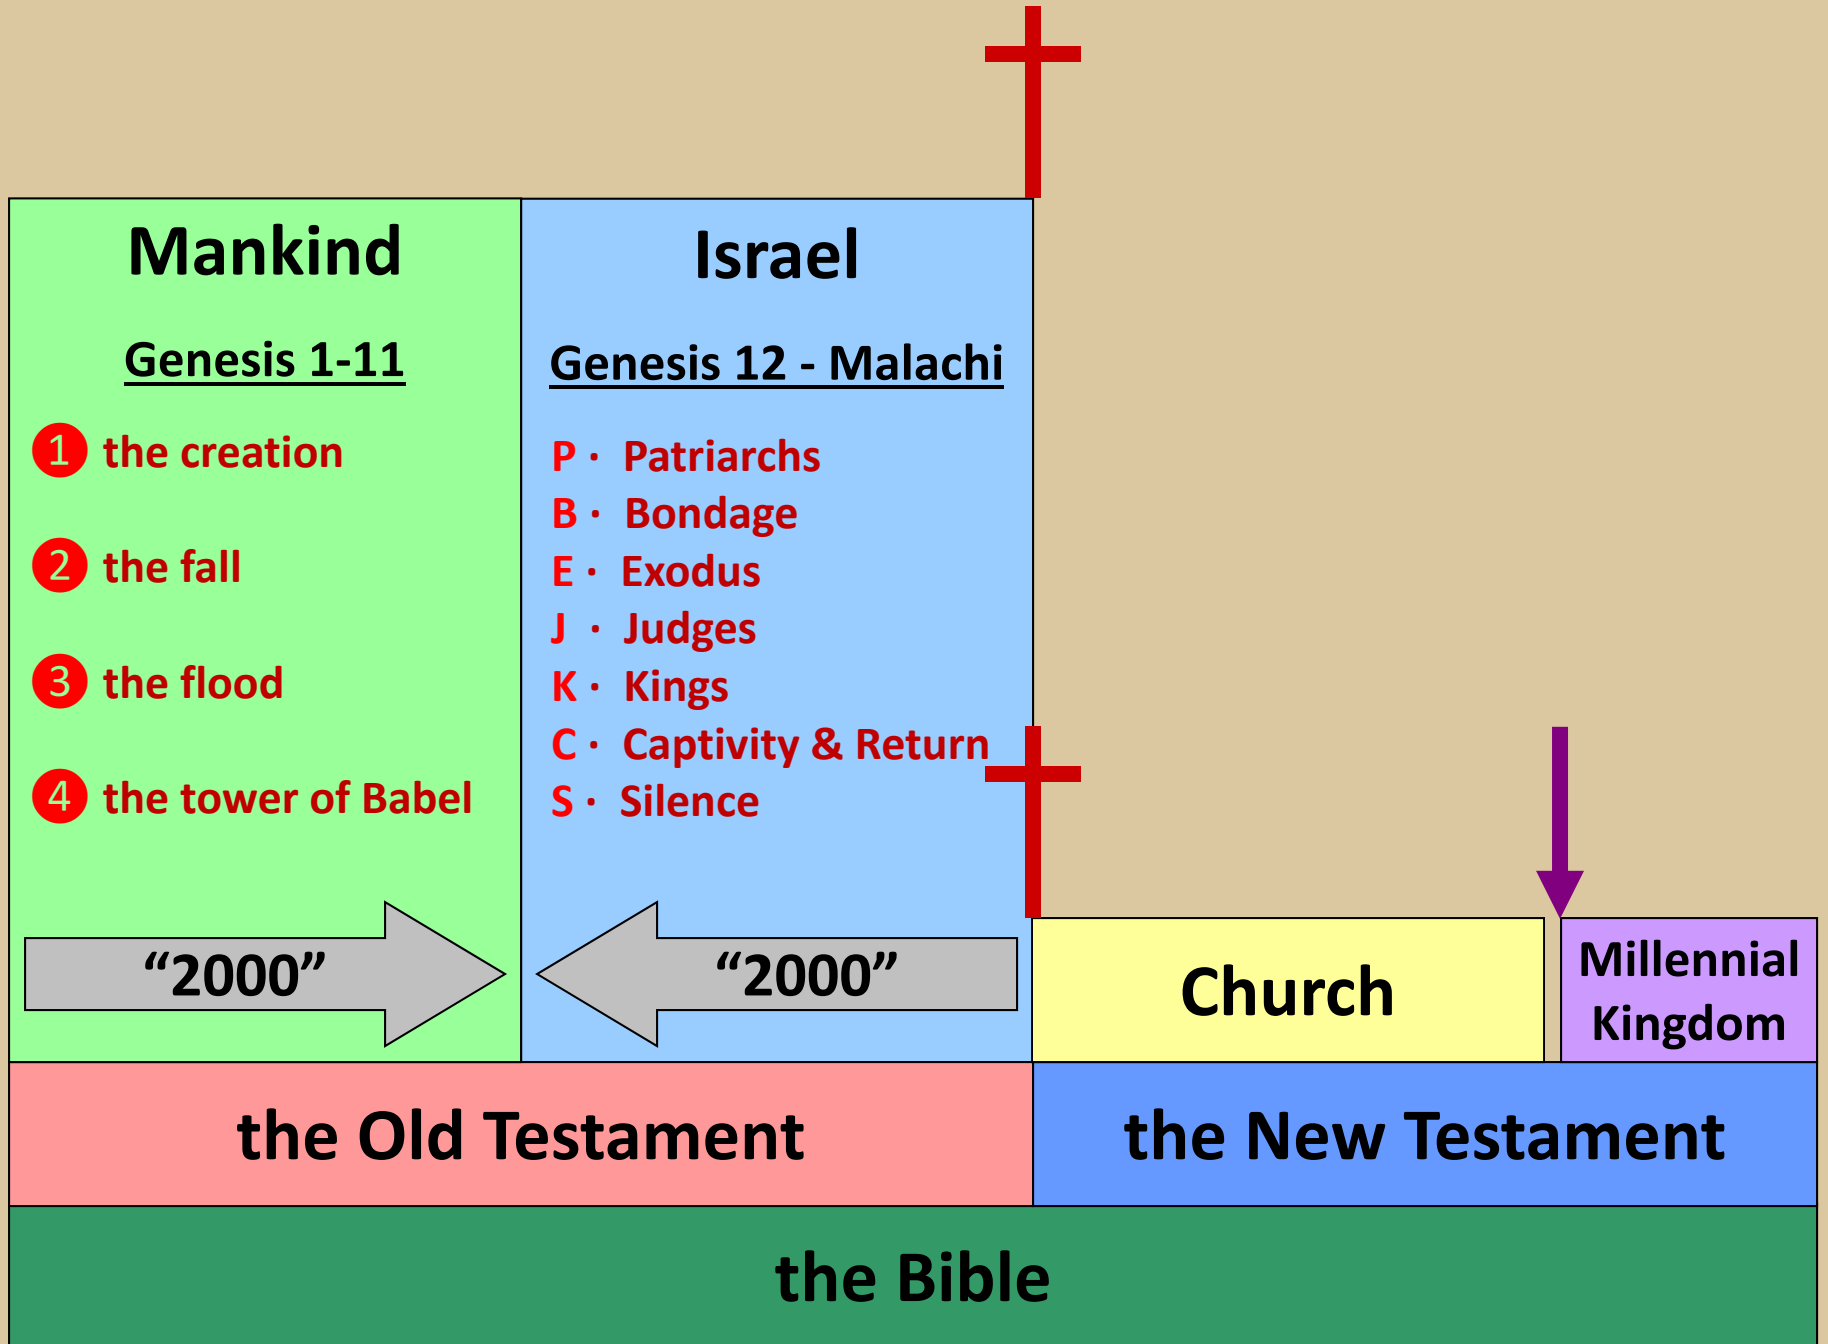 Mankind
Genesis 1-11
1 the creation
2 the fall
3 the flood
4 the tower of Babel
“2000”
Israel
Genesis 12 - Malachi
P · Patriarchs
B · Bondage
E · Exodus
J · Judges
K · Kings
C · Captivity & Return
S · Silence
“2000”
Church
Millennial
Kingdom
the Old Testament
the New Testament
the Bible